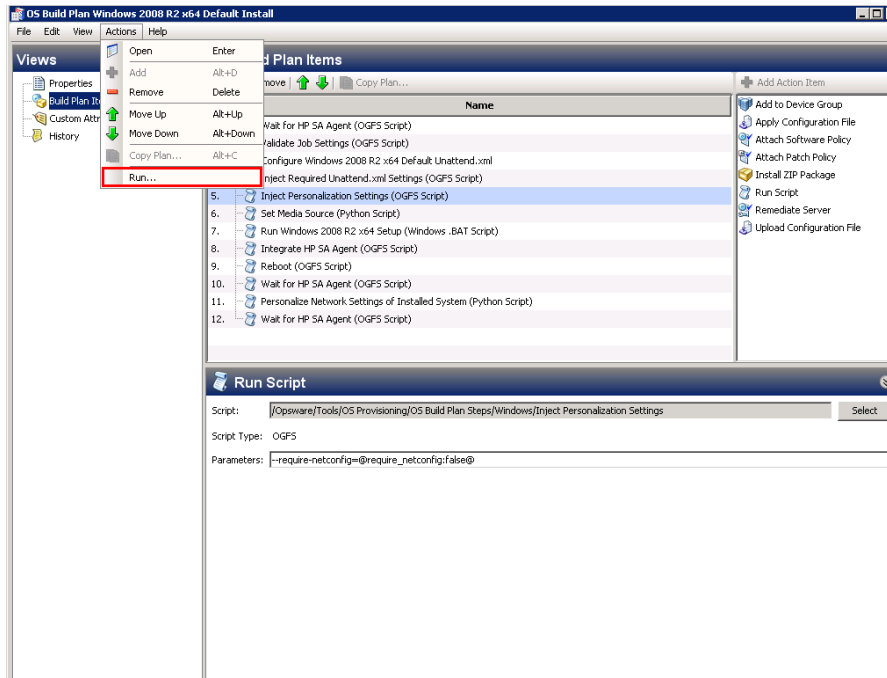 OS Build Plan Windows 2008 R2 x64 Default Install
File Edit View Actions Help
Views
Properties
Build Plan Ite
Custom Attr
History
Open Enter
Add Alt+D
Remove Delete
Move Up Alt+Up
Move Down Alt+Down
Copy Plan... Alt+C
Run...
d Plan Items
move Copy Plan...
Name
Wait for HP SA Agent (OGFS Script)
Validate Job Settings (OGFS Script)
Configure Windows 2008 R2 x64 Default Unattend.xml
Inject Required Unattend.xml Settings (OGFS Script)
5. Inject Personalization Settings (OGFS Script)
6. Set Media Source (Python Script)
7. Run Windows 2008 R2 x64 Setup (Windows .BAT Script)
8. Integrate HP SA Agent (OGFS Script)
9. Reboot (OGFS Script)
10. Wait for HP SA Agent (OGFS Script)
11. Personalize Network Settings of Installed System (Python Script)
12. Wait for HP SA Agent (OGFS Script)
Add Action Item
Add to Device Group
Apply Configuration File
Attach Software Policy
Attach Patch Policy
Install ZIP Package
Run Script
Remediate Server
Upload Configuration File
Run Script
Script: /Opsware/Tools/OS Provisioning/OS Build Plan Steps/Windows/Inject Personalization Settings Select
Script Type: OGFS
Parameters: --require-netconfig=@require_netconfig:false@